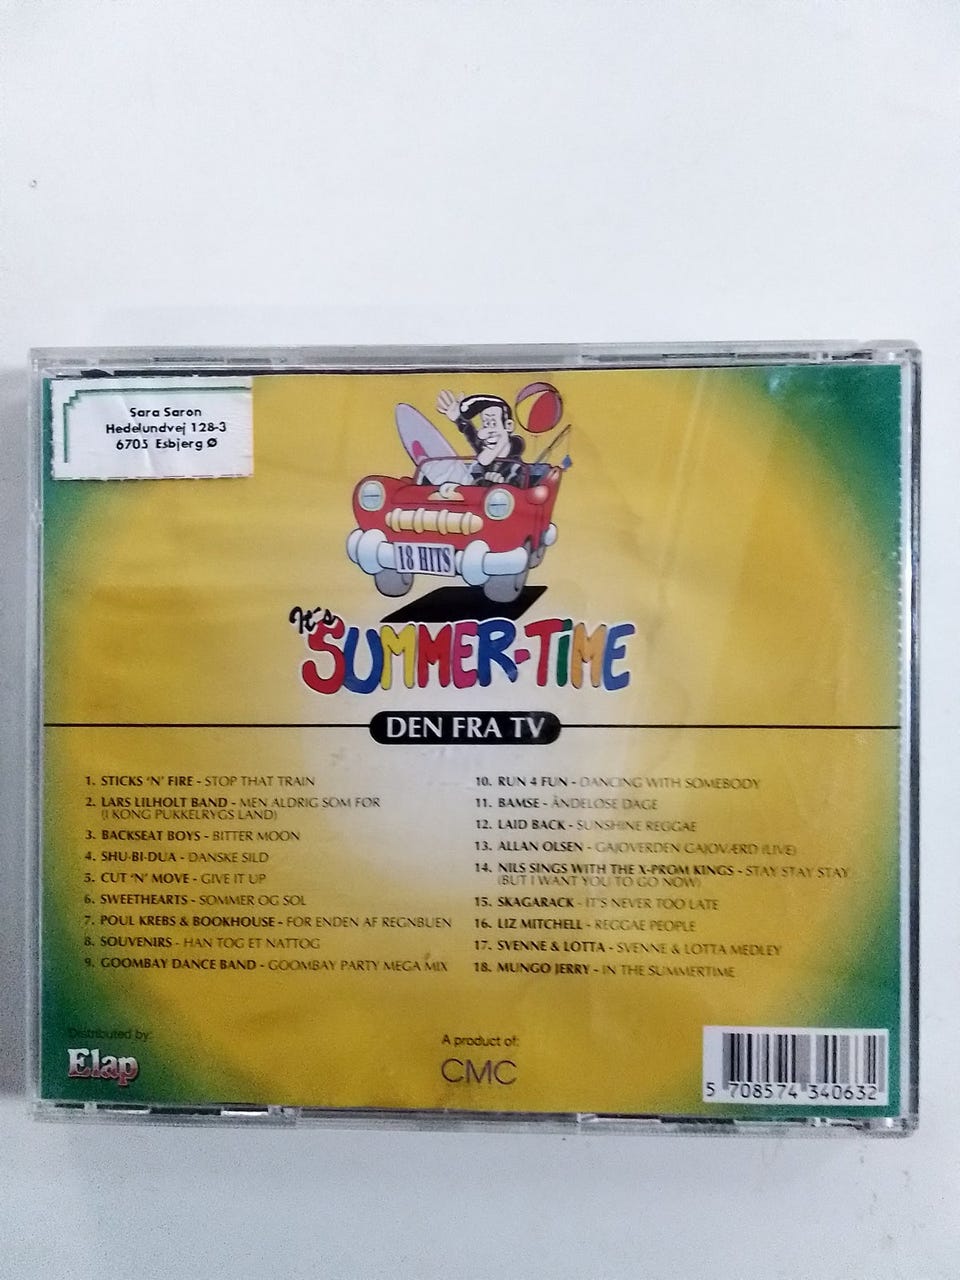 Sara Saron
Hedelundvej 128-3
6705 Esbjerg Ø
18 HITS
It's
SUMMER-TIME
DEN FRA TV
1. STICKS 'N' FIRE - STOP THAT TRAIN
2. LARS LILHOLT BAND - MEN ALDRIG SOM FØR
(I KONG PUKKELRYGS LAND)
3. BACKSEAT BOYS - BITTER MOON
4. SHU-BI-DUA - DANSKE SILD
5. CUT 'N' MOVE - GIVE IT UP
6. SWEETHEARTS - SOMMER OG SOL
7. POUL KREBS & BOOKHOUSE - FOR ENDEN AF REGNBUEN
8. SOUVENIRS - HAN TOG ET NATTOG
9. GOOMBAY DANCE BAND - GOOMBAY PARTY MEGA MIX
10. RUN 4 FUN - DANCING WITH SOMEBODY
11. BAMSE - ÅNDELØSE DAGE
12. LAID BACK - SUNSHINE REGGAE
13. ALLAN OLSEN - GAJOVERDEN GAJOVÆRD (LIVE)
14. NILS SINGS WITH THE X-PROM KINGS - STAY STAY STAY
(BUT I WANT YOU TO GO NOW)
15. SKAGARACK - IT'S NEVER TOO LATE
16. LIZ MITCHELL - REGGAE PEOPLE
17. SVENNE & LOTTA - SVENNE & LOTTA MEDLEY
18. MUNGO JERRY - IN THE SUMMERTIME
Distributed by:
Elap
A product of:
CMC
5 708574 340632